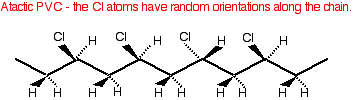 Atactic PVC - the Cl atoms have random orientations along the chain.
Cl H Cl H Cl H Cl H
H H H H H H H H H H